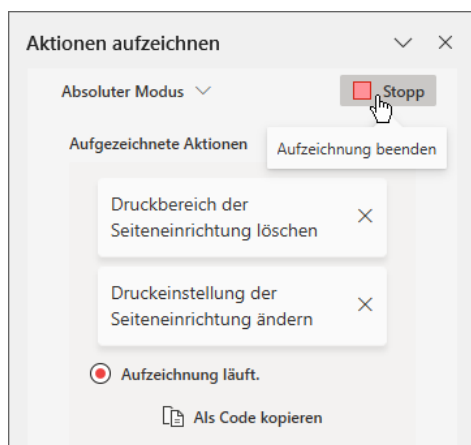 Aktionen aufzeichnen
Absoluter Modus
Stopp
Aufgezeichnete Aktionen
Aufzeichnung beenden
Druckbereich der
Seiteneinrichtung löschen
Druckeinstellung der
Seiteneinrichtung ändern
Aufzeichnung läuft.
Als Code kopieren